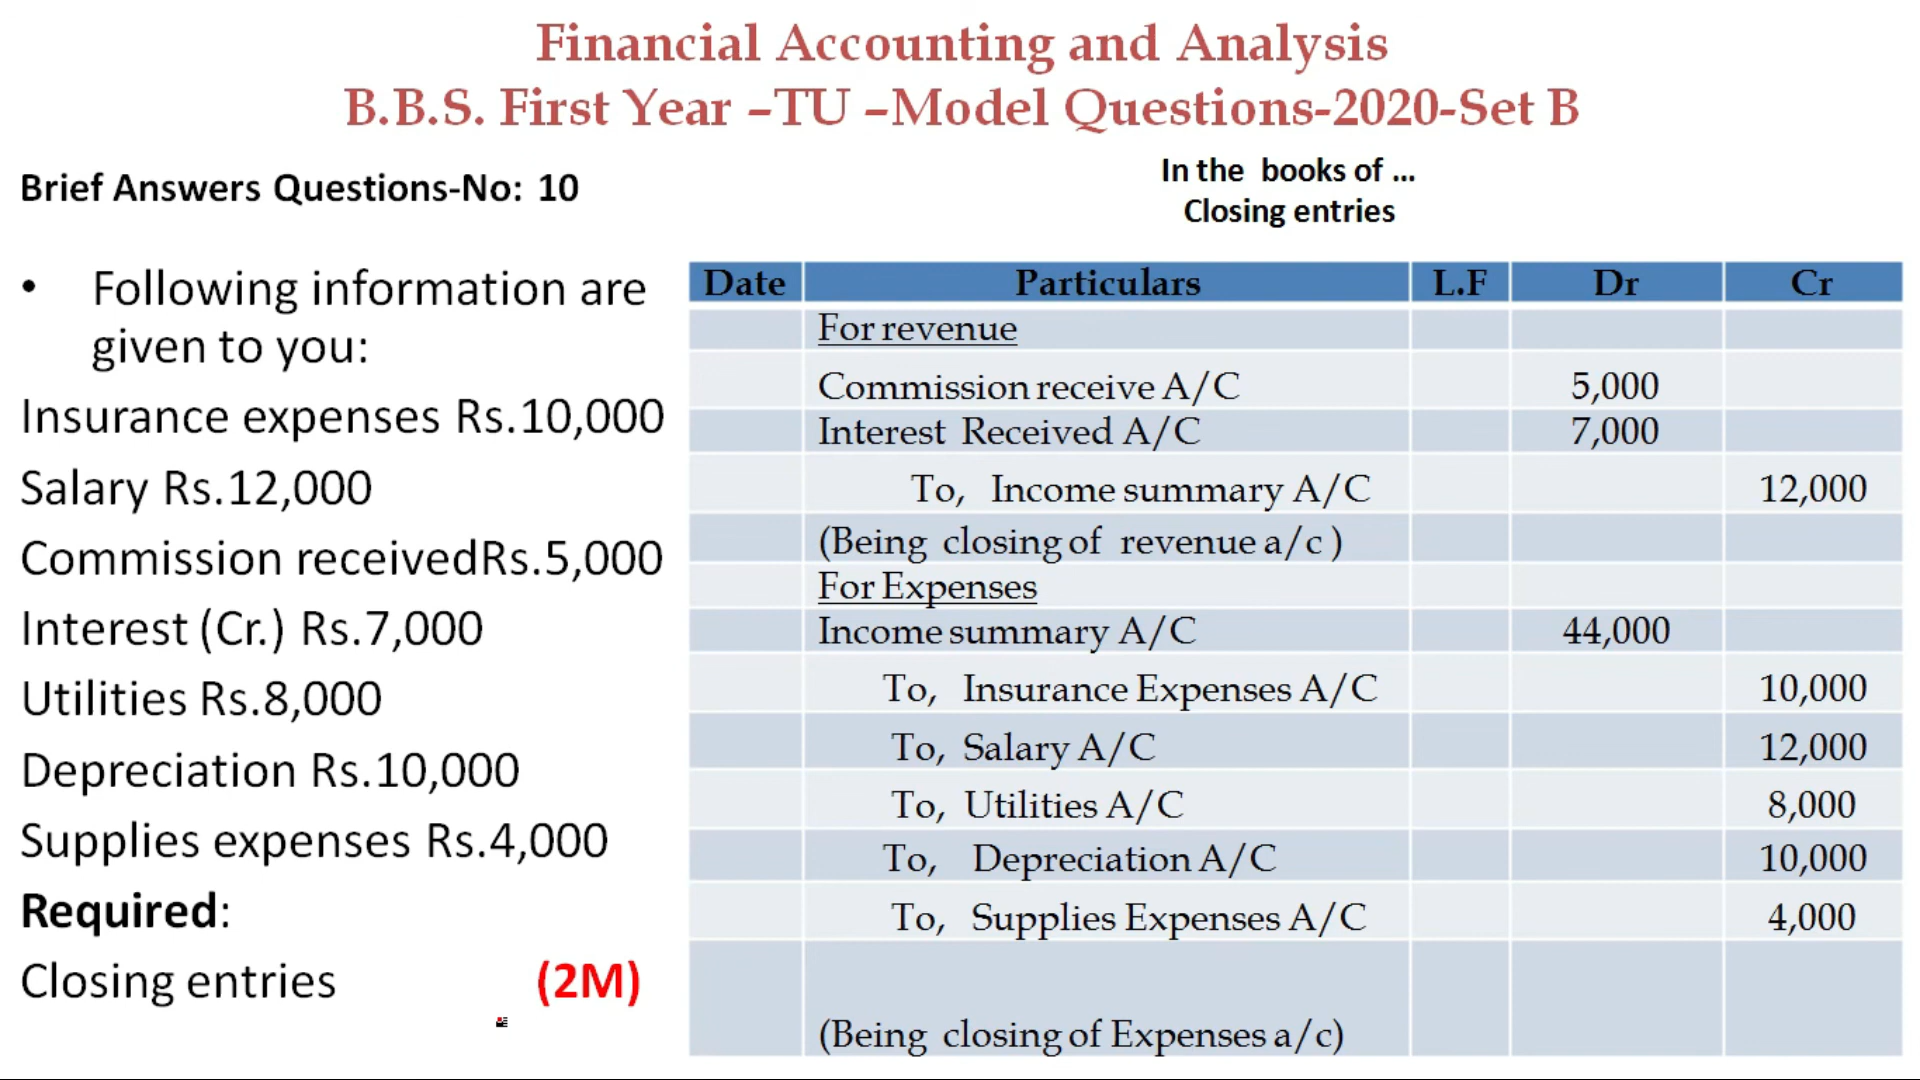 Financial Accounting and Analysis
B.B.S. First Year –TU –Model Questions-2020-Set B
Brief Answers Questions-No: 10
• Following information are
given to you:
Insurance expenses Rs.10,000
Salary Rs.12,000
Commission receivedRs.5,000
Interest (Cr.) Rs.7,000
Utilities Rs.8,000
Depreciation Rs.10,000
Supplies expenses Rs.4,000
Required:
Closing entries (2M)
In the books of ...
Closing entries
Date Particulars L.F Dr Cr
For revenue
Commission receive A/C 5,000
Interest Received A/C 7,000
To, Income summary A/C 12,000
(Being closing of revenue a/c )
For Expenses
Income summary A/C 44,000
To, Insurance Expenses A/C 10,000
To, Salary A/C 12,000
To, Utilities A/C 8,000
To, Depreciation A/C 10,000
To, Supplies Expenses A/C 4,000
(Being closing of Expenses a/c)